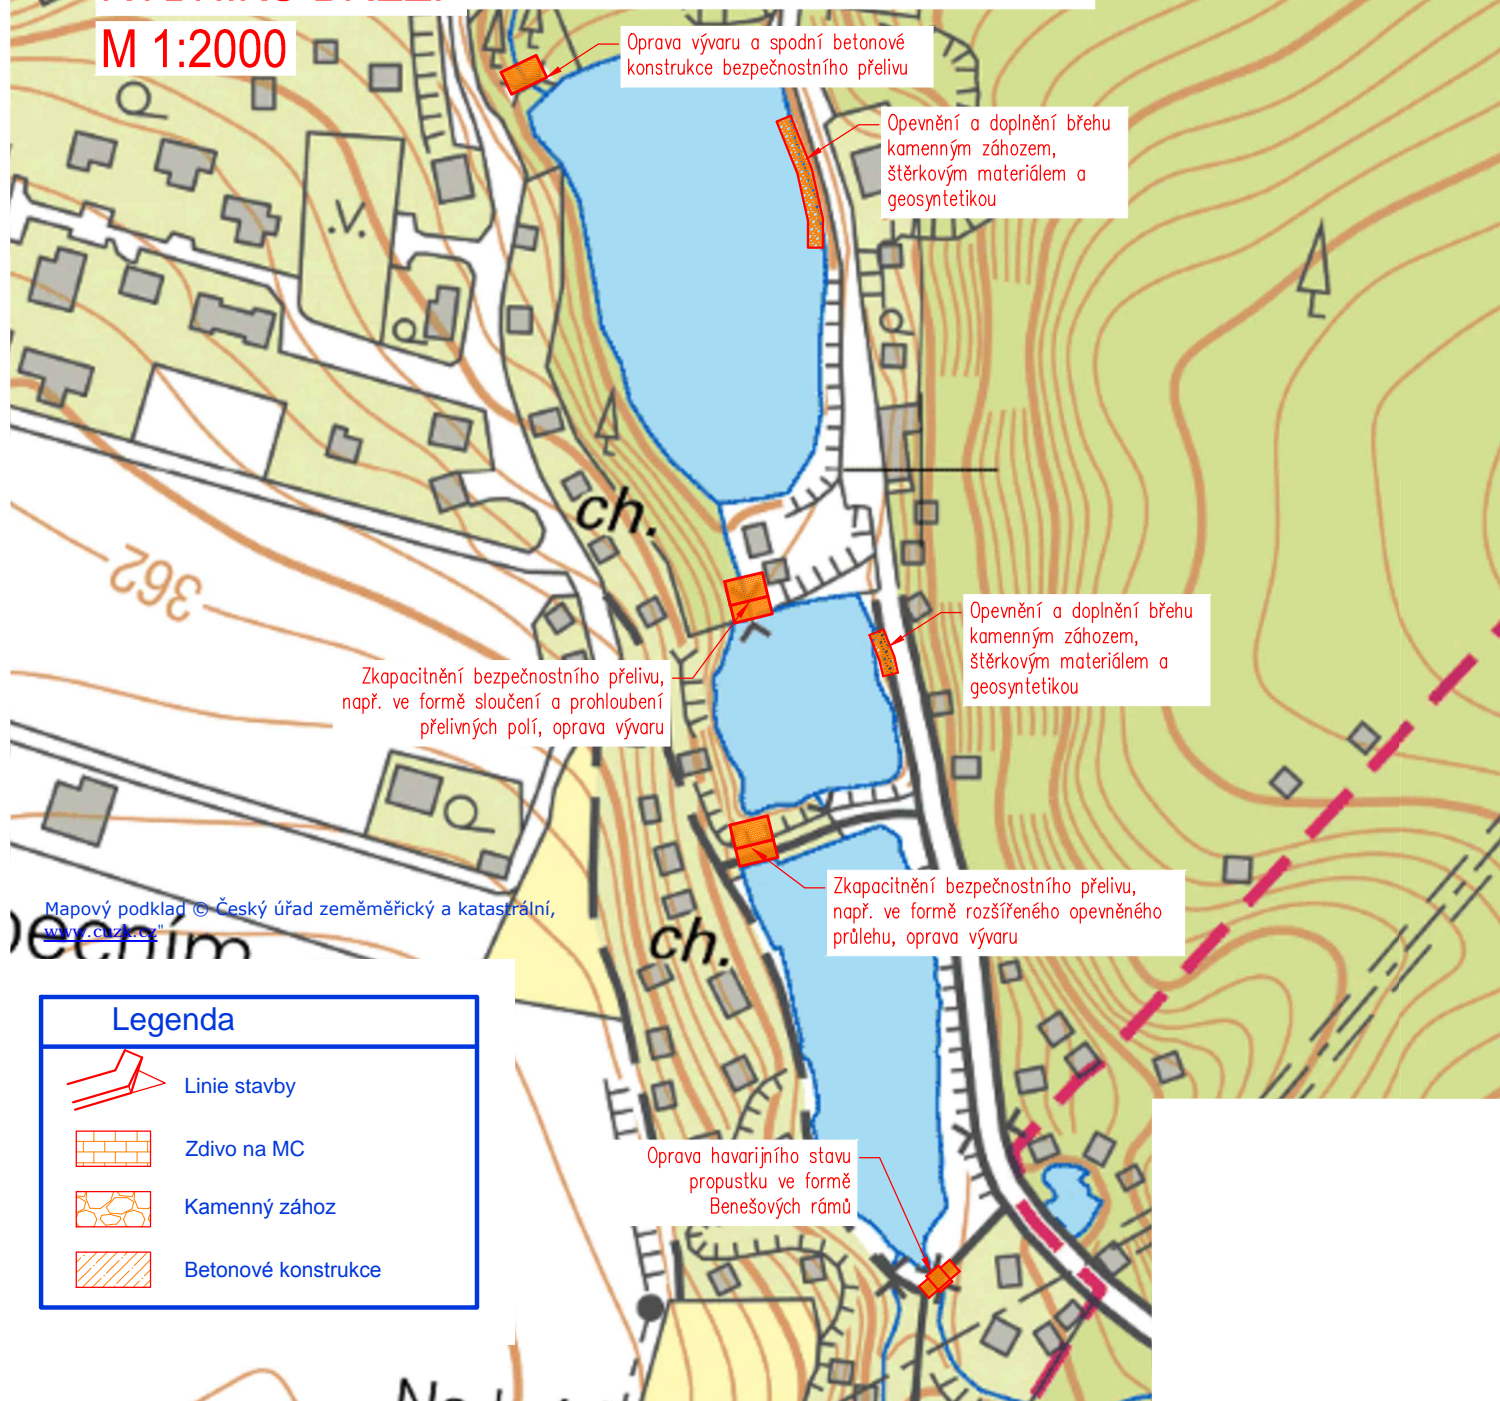 M 1:2000
Oprava vývaru a spodní betonové
konstrukce bezpečnostního přelivu
Opevnění a doplnění břehu
kamenným záhozem,
štěrkovým materiálem a
geosyntetikou
.V.
ch.
362
Opevnění a doplnění břehu
kamenným záhozem,
štěrkovým materiálem a
geosyntetikou
Zkapacitnění bezpečnostního přelivu,
např. ve formě sloučení a prohloubení
přelivných polí, oprava vývaru
Zkapacitnění bezpečnostního přelivu,
např. ve formě rozšířeného opevněného
průlehu, oprava vývaru
Mapový podklad © Český úřad zeměměřický a katastrální,
www.cuzk.cz"
ch.
Legenda
Linie stavby
Zdivo na MC
Kamenný zához
Betonové konstrukce
Oprava havarijního stavu
propustku ve formě
Benešových rámů